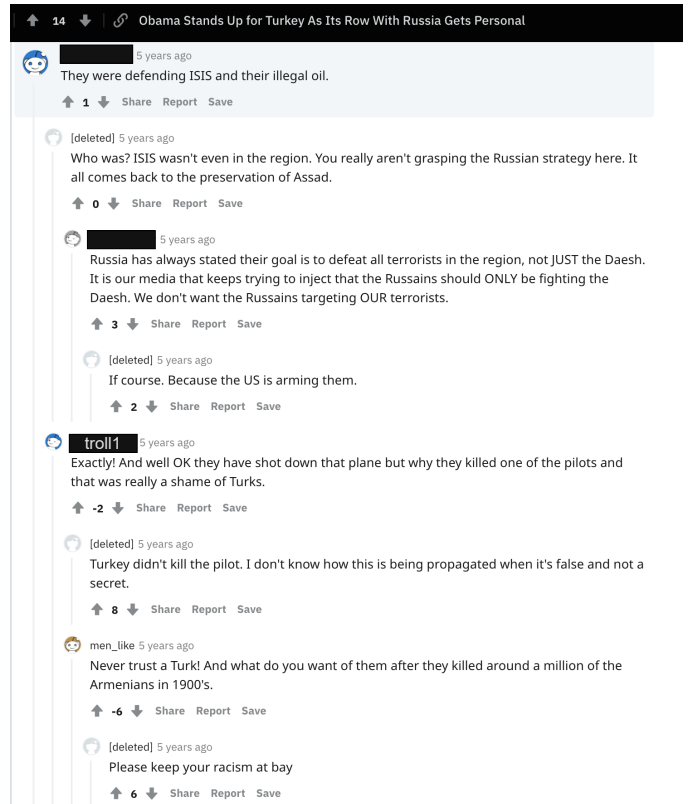 14 Obama Stands Up for Turkey As Its Row With Russia Gets Personal
5 years ago
They were defending ISIS and their illegal oil.
1 Share Report Save
[deleted] 5 years ago
Who was? ISIS wasn't even in the region. You really aren't grasping the Russian strategy here. It
all comes back to the preservation of Assad.
0 Share Report Save
5 years ago
Russia has always stated their goal is to defeat all terrorists in the region, not JUST the Daesh.
It is our media that keeps trying to inject that the Russains should ONLY be fighting the
Daesh. We don't want the Russains targeting OUR terrorists.
3 Share Report Save
[deleted] 5 years ago
If course. Because the US is arming them.
2 Share Report Save
troll1 5 years ago
Exactly! And well OK they have shot down that plane but why they killed one of the pilots and
that was really a shame of Turks.
-2 Share Report Save
[deleted] 5 years ago
Turkey didn't kill the pilot. I don't know how this is being propagated when it's false and not a
secret.
8 Share Report Save
men_like 5 years ago
Never trust a Turk! And what do you want of them after they killed around a million of the
Armenians in 1900's.
-6 Share Report Save
[deleted] 5 years ago
Please keep your racism at bay
6 Share Report Save